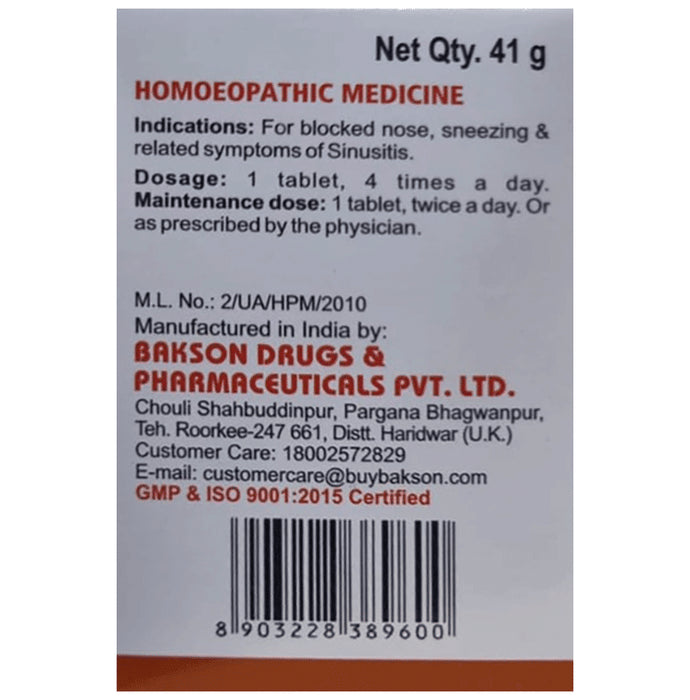 Net Qty. 41 g
HOMOEOPATHIC MEDICINE
Indications: For blocked nose, sneezing &
related symptoms of Sinusitis.
Dosage: 1 tablet, 4 times a day.
Maintenance dose: 1 tablet, twice a day. Or
as prescribed by the physician.
M.L. No.: 2/UA/HPM/2010
Manufactured in India by:
BAKSON DRUGS &
PHARMACEUTICALS PVT. LTD.
Chouli Shahbuddinpur, Pargana Bhagwanpur,
Teh. Roorkee-247 661, Distt. Haridwar (U.K.)
Customer Care: 18002572829
E-mail: customercare@buybakson.com
GMP & ISO 9001:2015 Certified
8 903228 389600